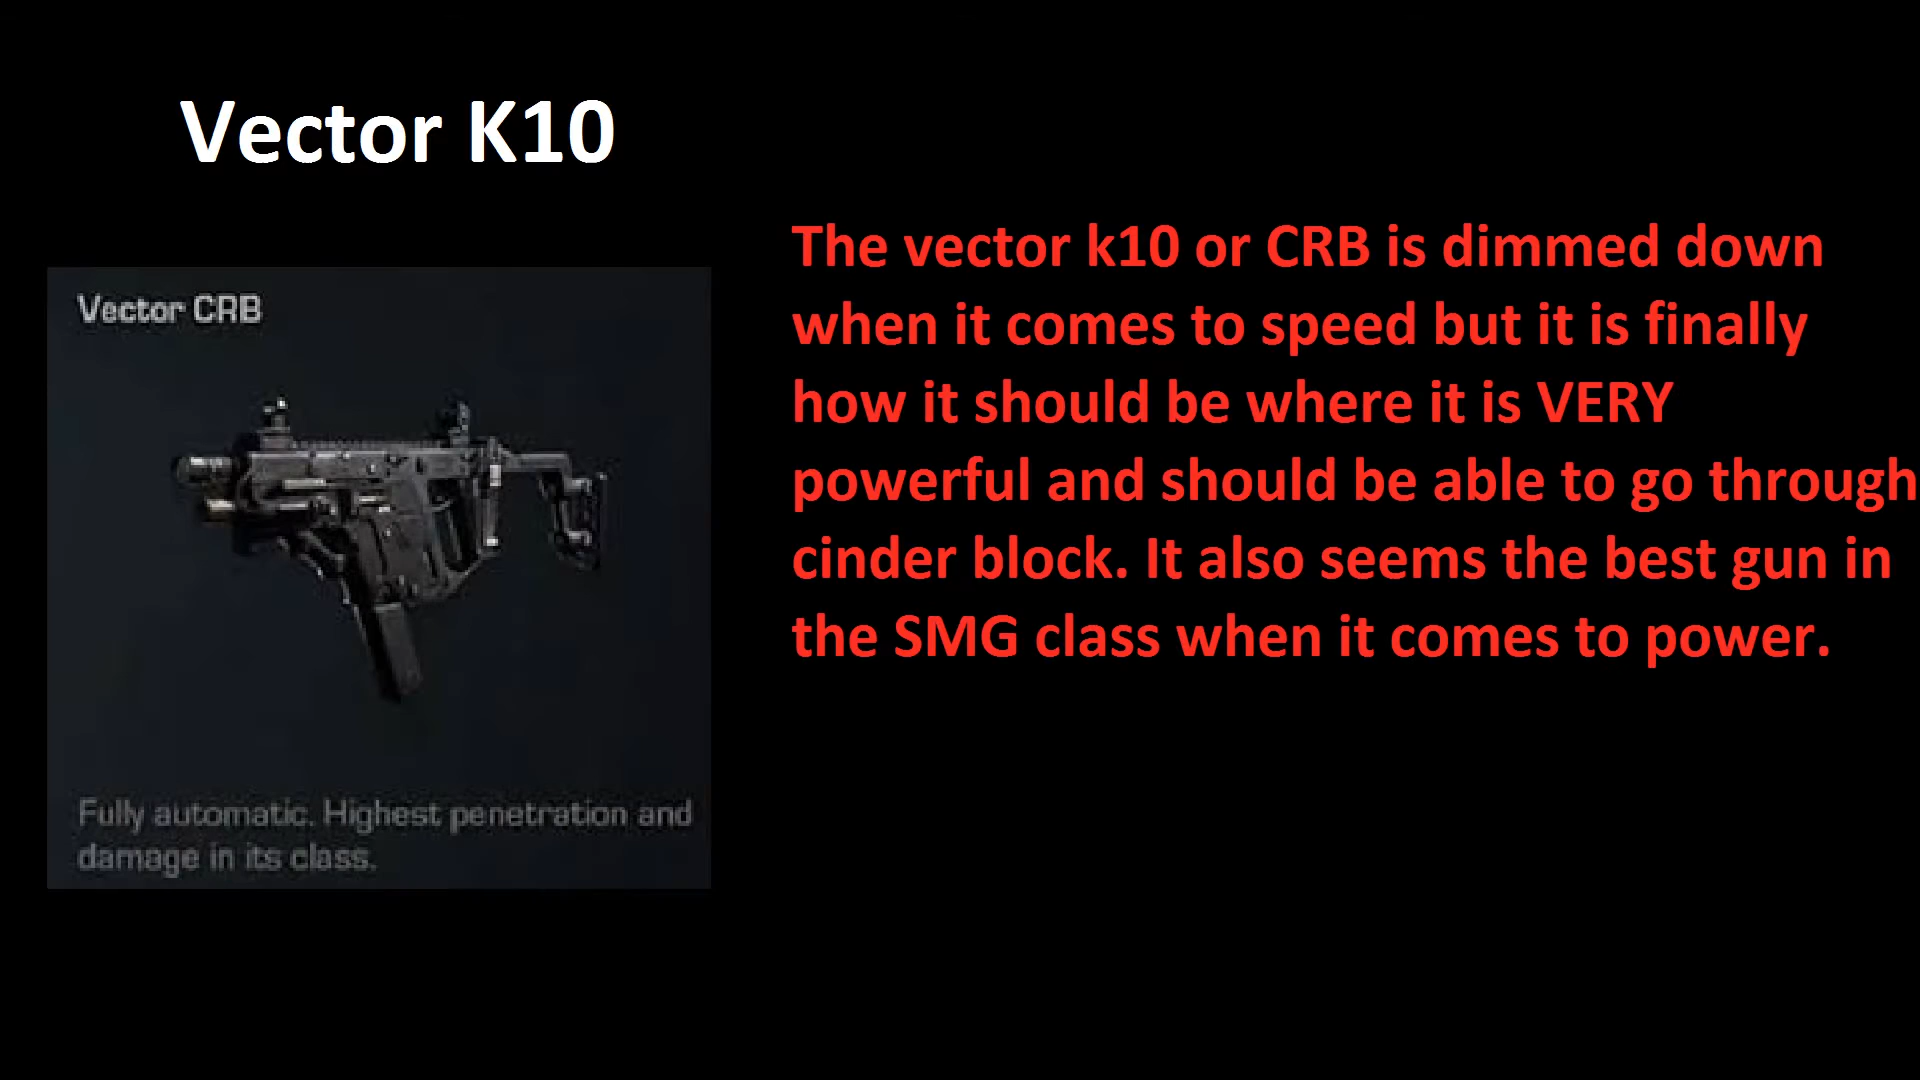 Vector K10
Vector CRB
Fully automatic. Highest penetration and
damage in its class.
The vector k10 or CRB is dimmed down
when it comes to speed but it is finally
how it should be where it is VERY
powerful and should be able to go through
cinder block. It also seems the best gun in
the SMG class when it comes to power.